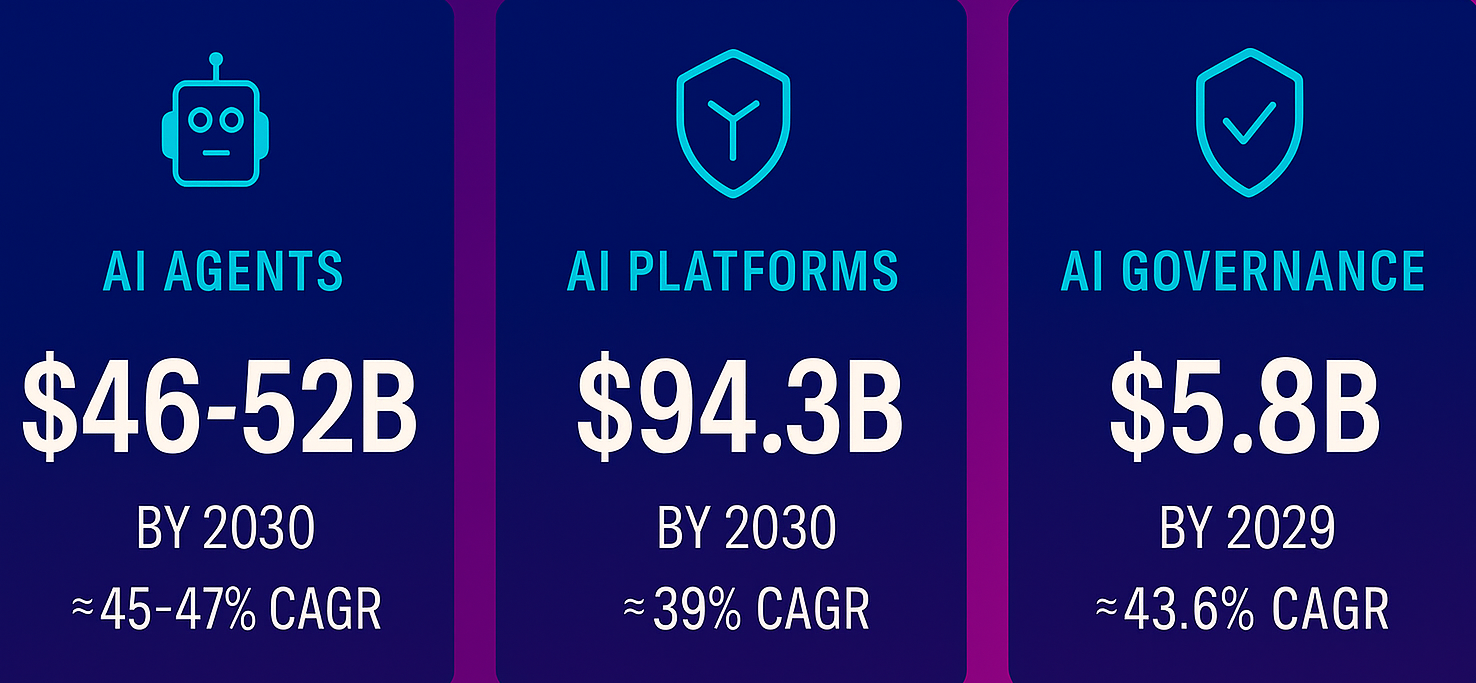 AI AGENTS
$46-52B
BY 2030
≈45-47% CAGR
AI PLATFORMS
$94.3B
BY 2030
≈39% CAGR
AI GOVERNANCE
$5.8B
BY 2029
≈43.6% CAGR